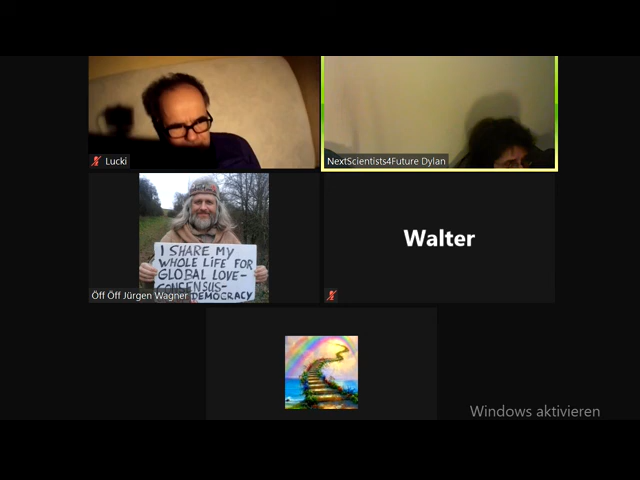 Lucki
NextScientists4Future Dylan
I SHARE MY
WHOLE LIFE FOR
GLOBAL LOVE-
CONSENSUS-
DEMOCRACY
Öff Öff Jürgen Wagner
Walter
Windows aktivieren